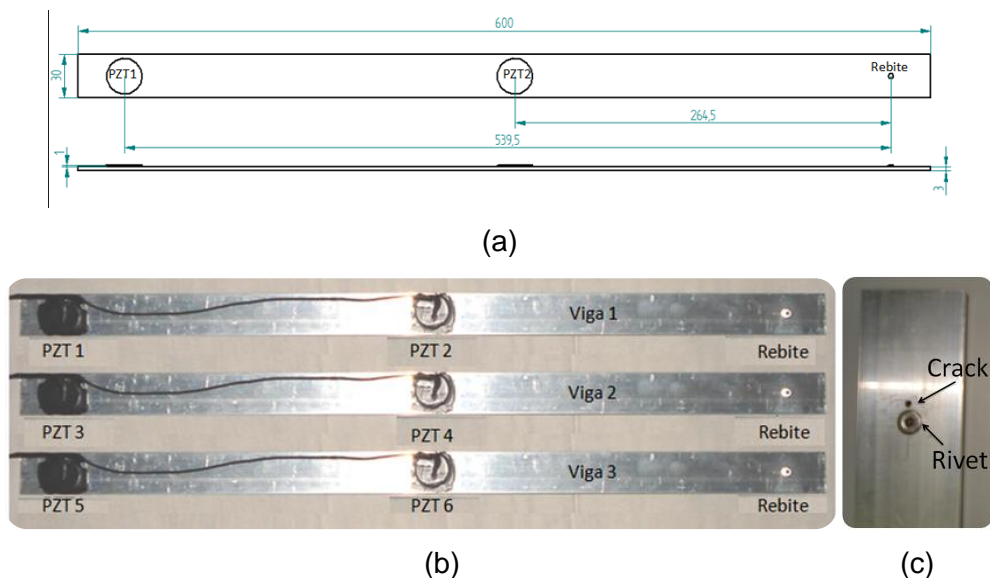 600
30
PZT1
PZT2
Rebite
264,5
539,5
1
3
(a)
Viga 1
PZT 1
PZT 2
Rebite
Viga 2
PZT 3
PZT 4
Rebite
Viga 3
PZT 5
PZT 6
Rebite
Crack
Rivet
(b)
(c)